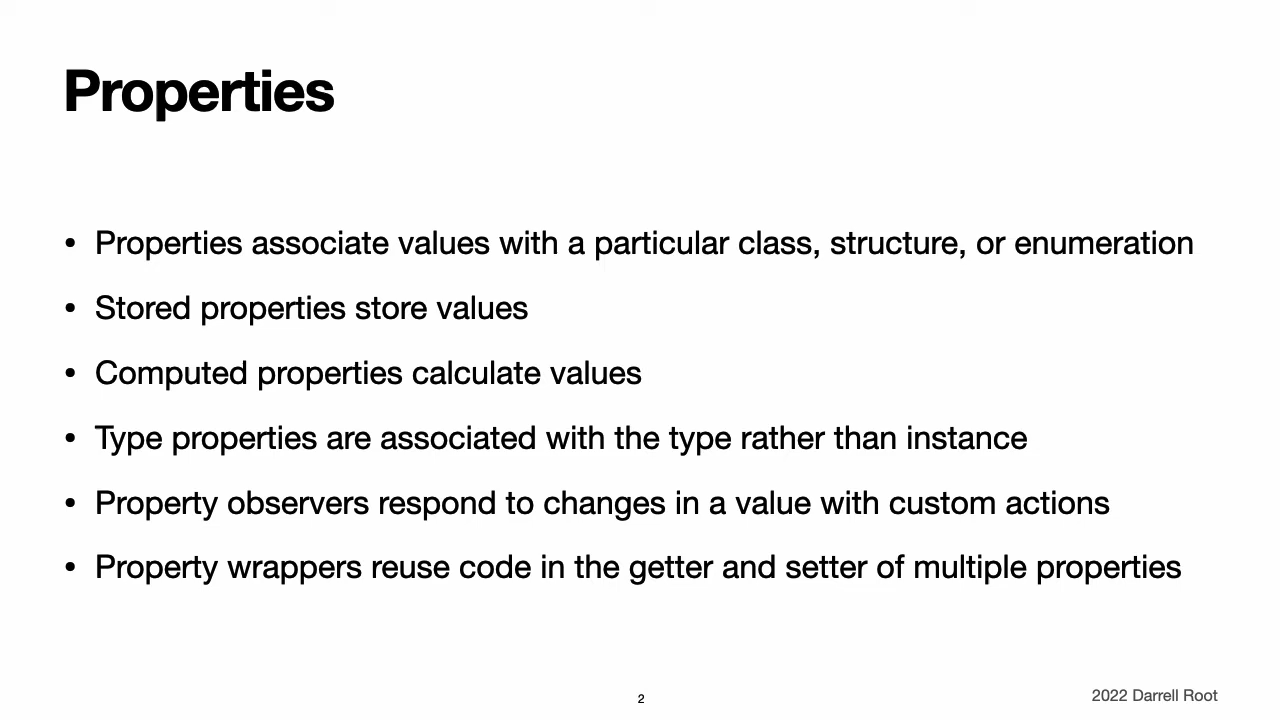 Properties
• Properties associate values with a particular class, structure, or enumeration
• Stored properties store values
• Computed properties calculate values
• Type properties are associated with the type rather than instance
• Property observers respond to changes in a value with custom actions
• Property wrappers reuse code in the getter and setter of multiple properties
2
2022 Darrell Root